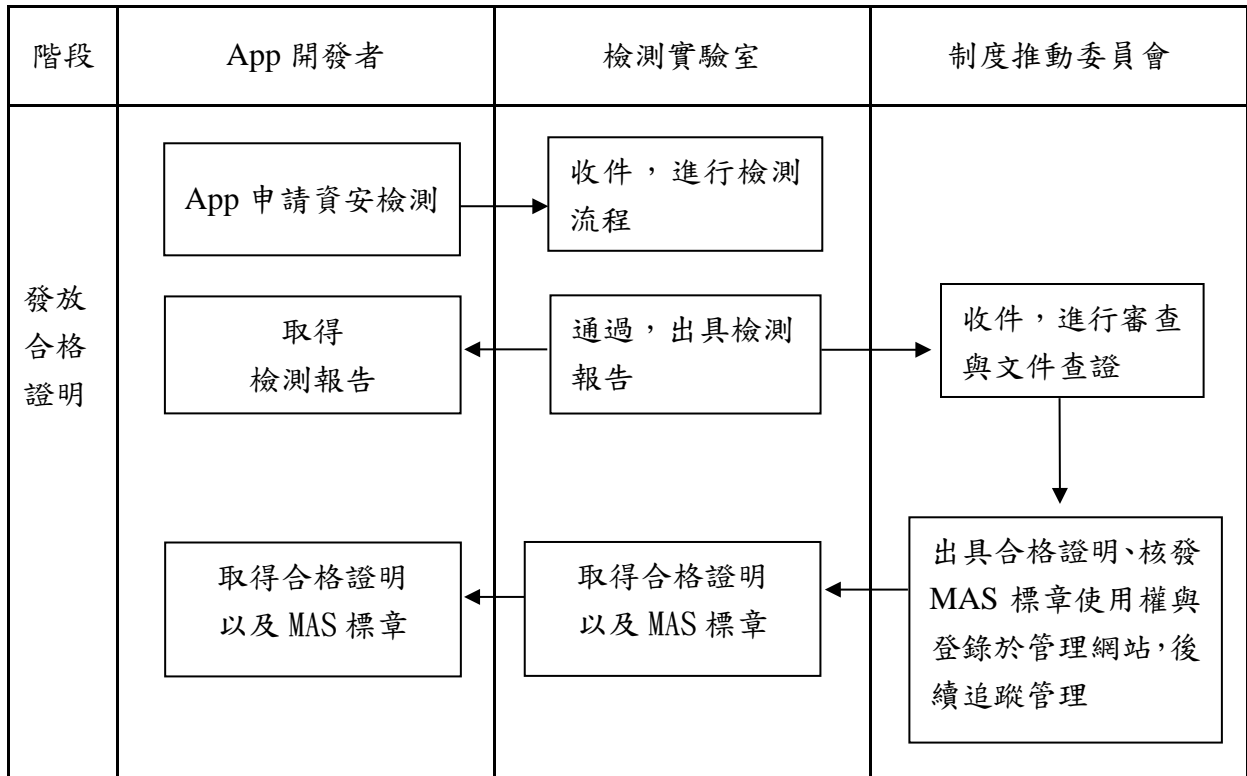 階段
App 開發者
檢測實驗室
制度推動委員會
發放
合格
證明
App 申請資安檢測
收件，進行檢測
流程
取得
檢測報告
通過，出具檢測
報告
收件，進行審查
與文件查證
取得合格證明
以及 MAS 標章
取得合格證明
以及 MAS 標章
出具合格證明、核發
MAS 標章使用權與
登錄於管理網站，後
續追蹤管理